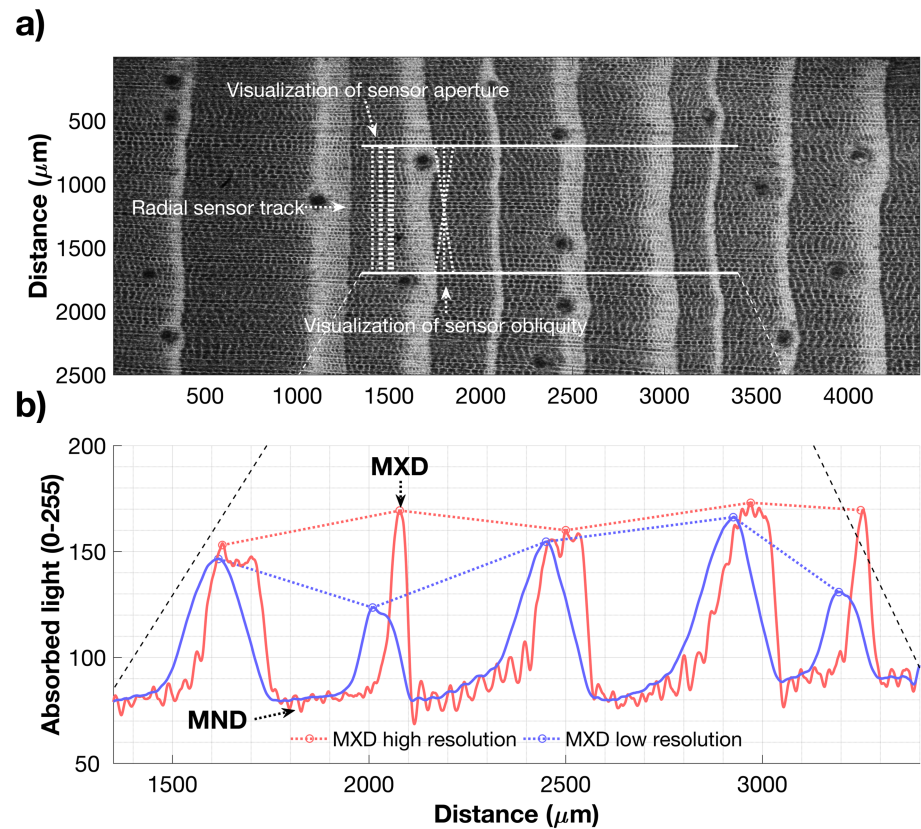 a)
Distance (μm)
500
1000
1500
2000
2500
Visualization of sensor aperture
Radial sensor track
Visualization of sensor obliquity
500 1000 1500 2000 2500 3000 3500 4000
b)
Absorbed light (0-255)
200
150
100
50
MXD
MND
MXD high resolution MXD low resolution
1500 2000 2500 3000
Distance (μm)